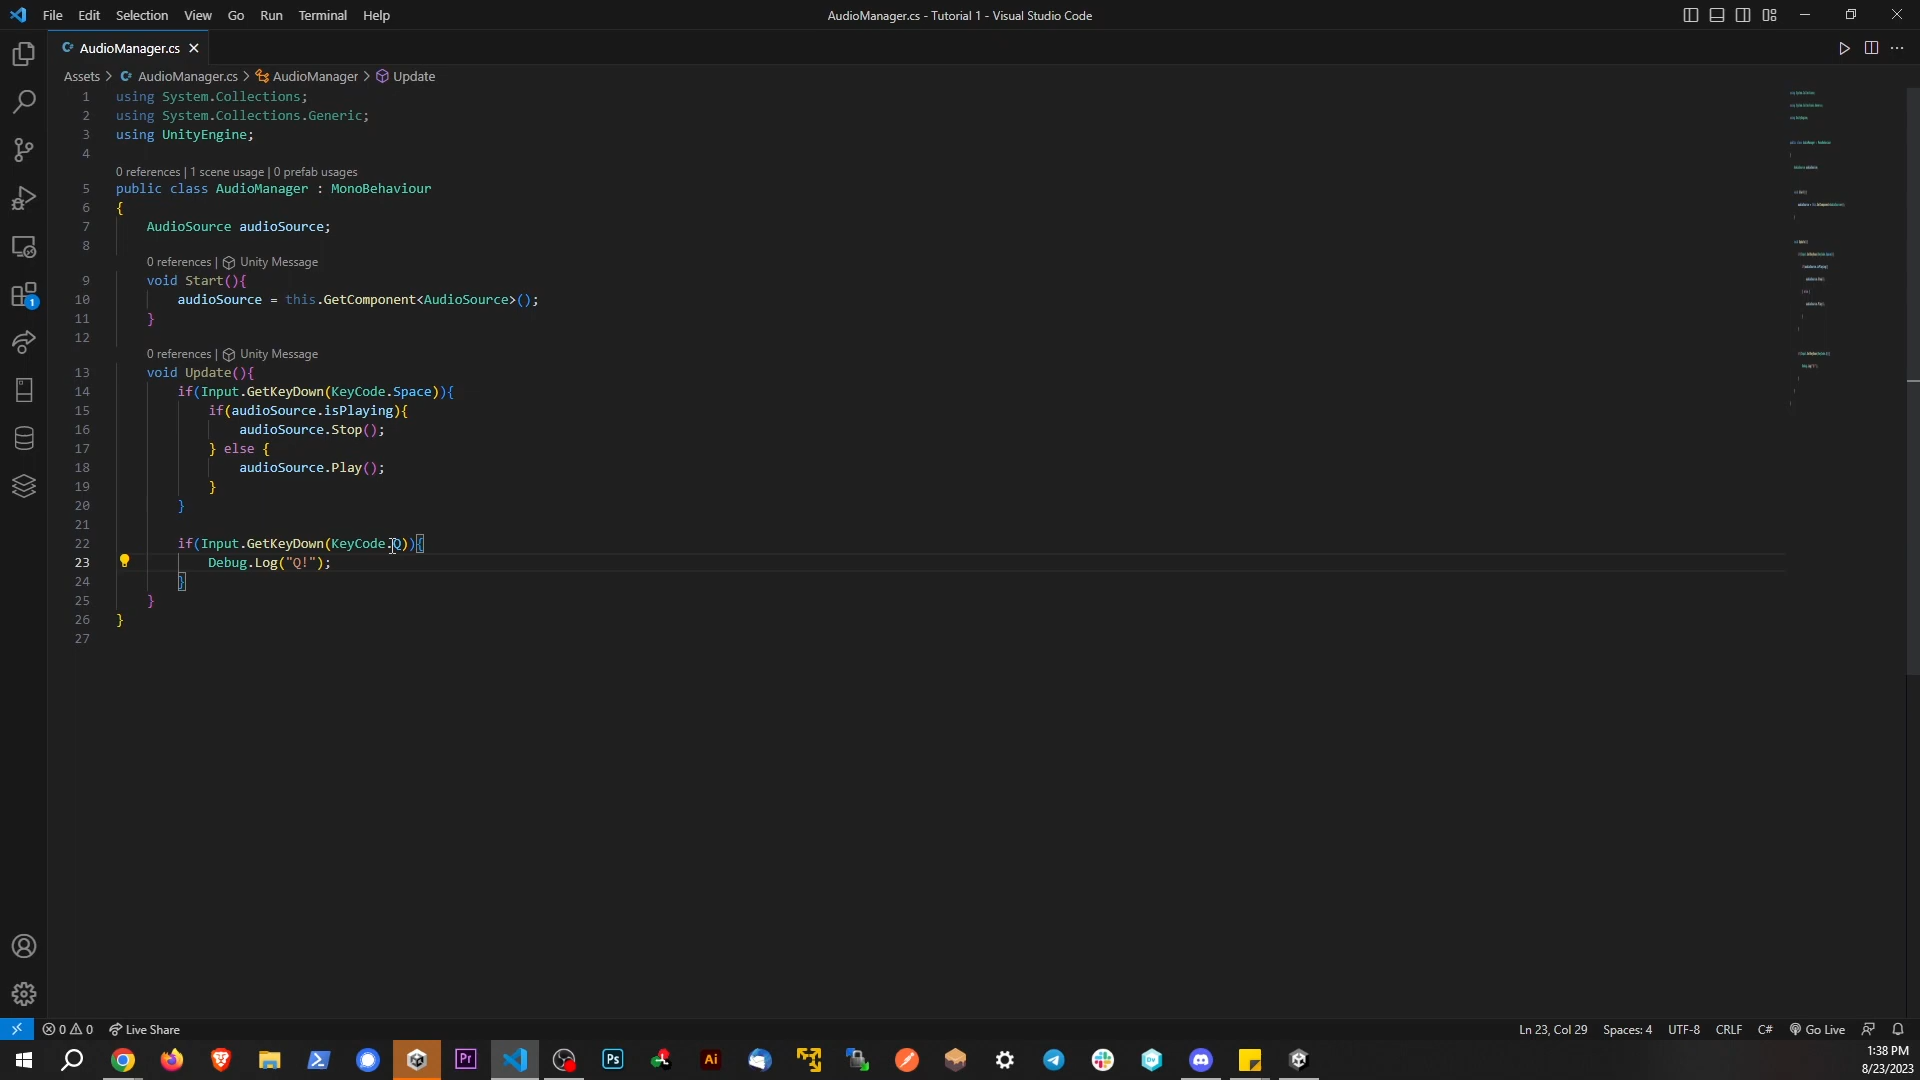 File Edit Selection View Go Run Terminal Help
AudioManager.cs - Tutorial 1 - Visual Studio Code
AudioManager.cs
Assets > AudioManager.cs > AudioManager > Update
1 using System.Collections;
2 using System.Collections.Generic;
3 using UnityEngine;
4
0 references | 1 scene usage | 0 prefab usages
5 public class AudioManager : MonoBehaviour
6 {
7 AudioSource audioSource;
8
0 references | Unity Message
9 void Start(){
10 audioSource = this.GetComponent<AudioSource>();
11 }
12
0 references | Unity Message
13 void Update(){
14 if(Input.GetKeyDown(KeyCode.Space)){
15 if(audioSource.isPlaying){
16 audioSource.Stop();
17 } else {
18 audioSource.Play();
19 }
20 }
21
22 if(Input.GetKeyDown(KeyCode.Q)){
23 Debug.Log("Q!");
24 }
25 }
26 }
27
1
0 0 Live Share
Ln 23, Col 29 Spaces: 4 UTF-8 CRLF C# Go Live
Pr Ps Ai Dv
1:38 PM
8/23/2023